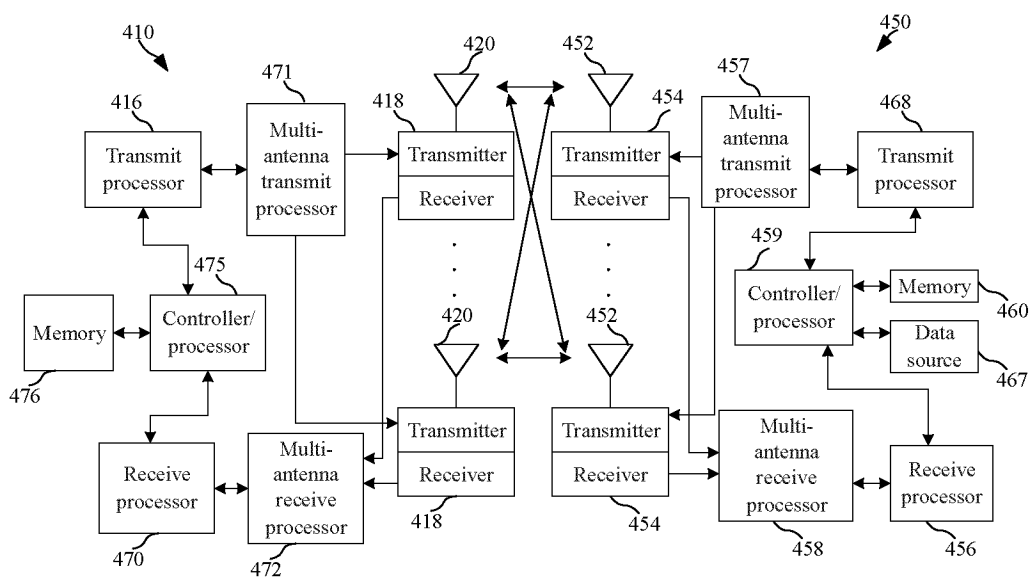 410
420
452
450
471
457
416
418
454
468
Transmit
processor
Multi-
antenna
transmit
processor
Transmitter
Receiver
Transmitter
Receiver
Multi-
antenna
transmit
processor
Transmit
processor
475
459
Memory
Controller/
processor
420
452
Controller/
processor
Memory
460
Data
source
467
476
Receive
processor
Multi-
antenna
receive
processor
Transmitter
Receiver
Transmitter
Receiver
Multi-
antenna
receive
processor
Receive
processor
470
472
418
454
458
456